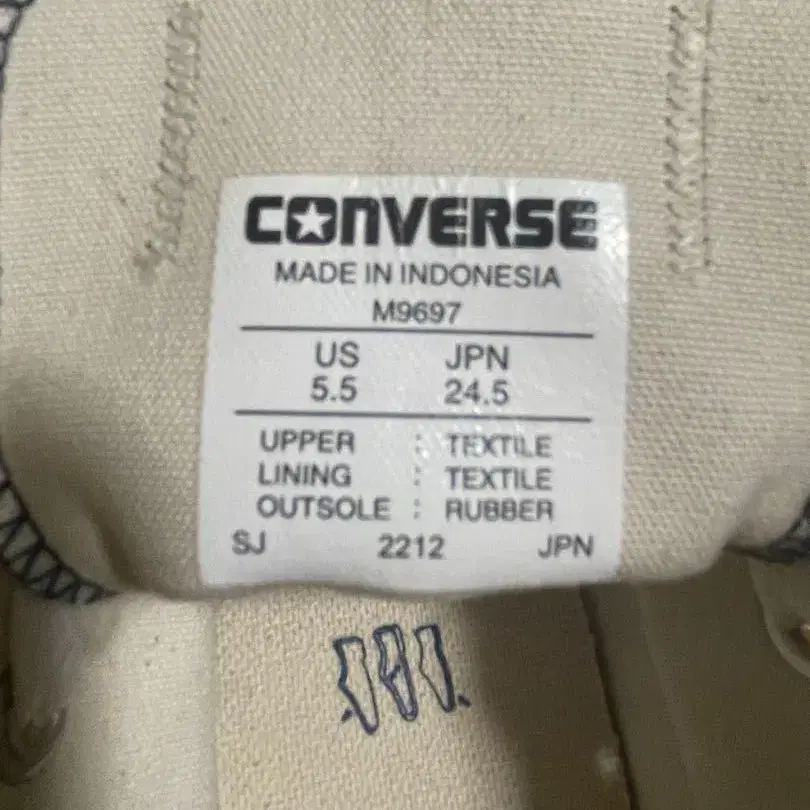 CONVERSE
MADE IN INDONESIA
M9697
US JPN
5.5 24.5
UPPER : TEXTILE
LINING : TEXTILE
OUTSOLE : RUBBER
SJ 2212 JPN